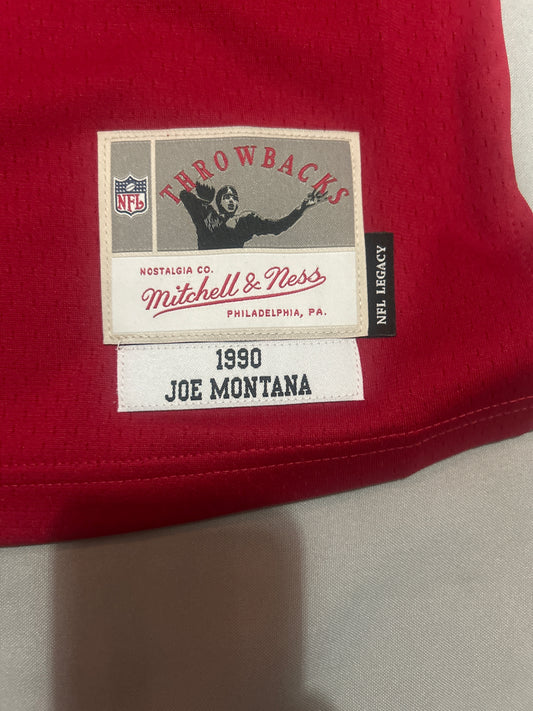 THROWBACKS
NFL
NOSTALGIA CO.
Mitchell & Ness
PHILADELPHIA, PA.
NFL LEGACY
1990
JOE MONTANA